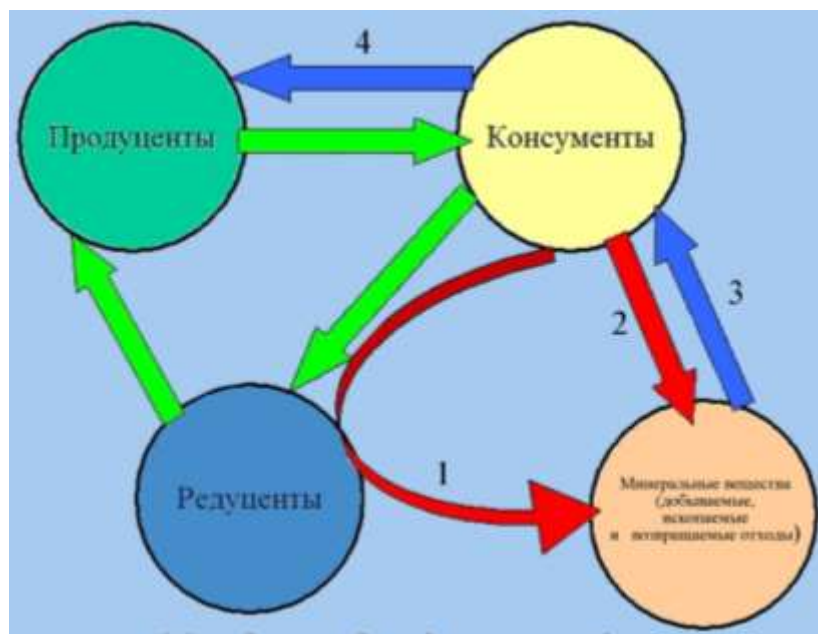 4
Продуценты
Консументы
3
2
1
Редуценты
Минеральные вещества
(добываемые,
ископаемые
и возвращаемые отходы)